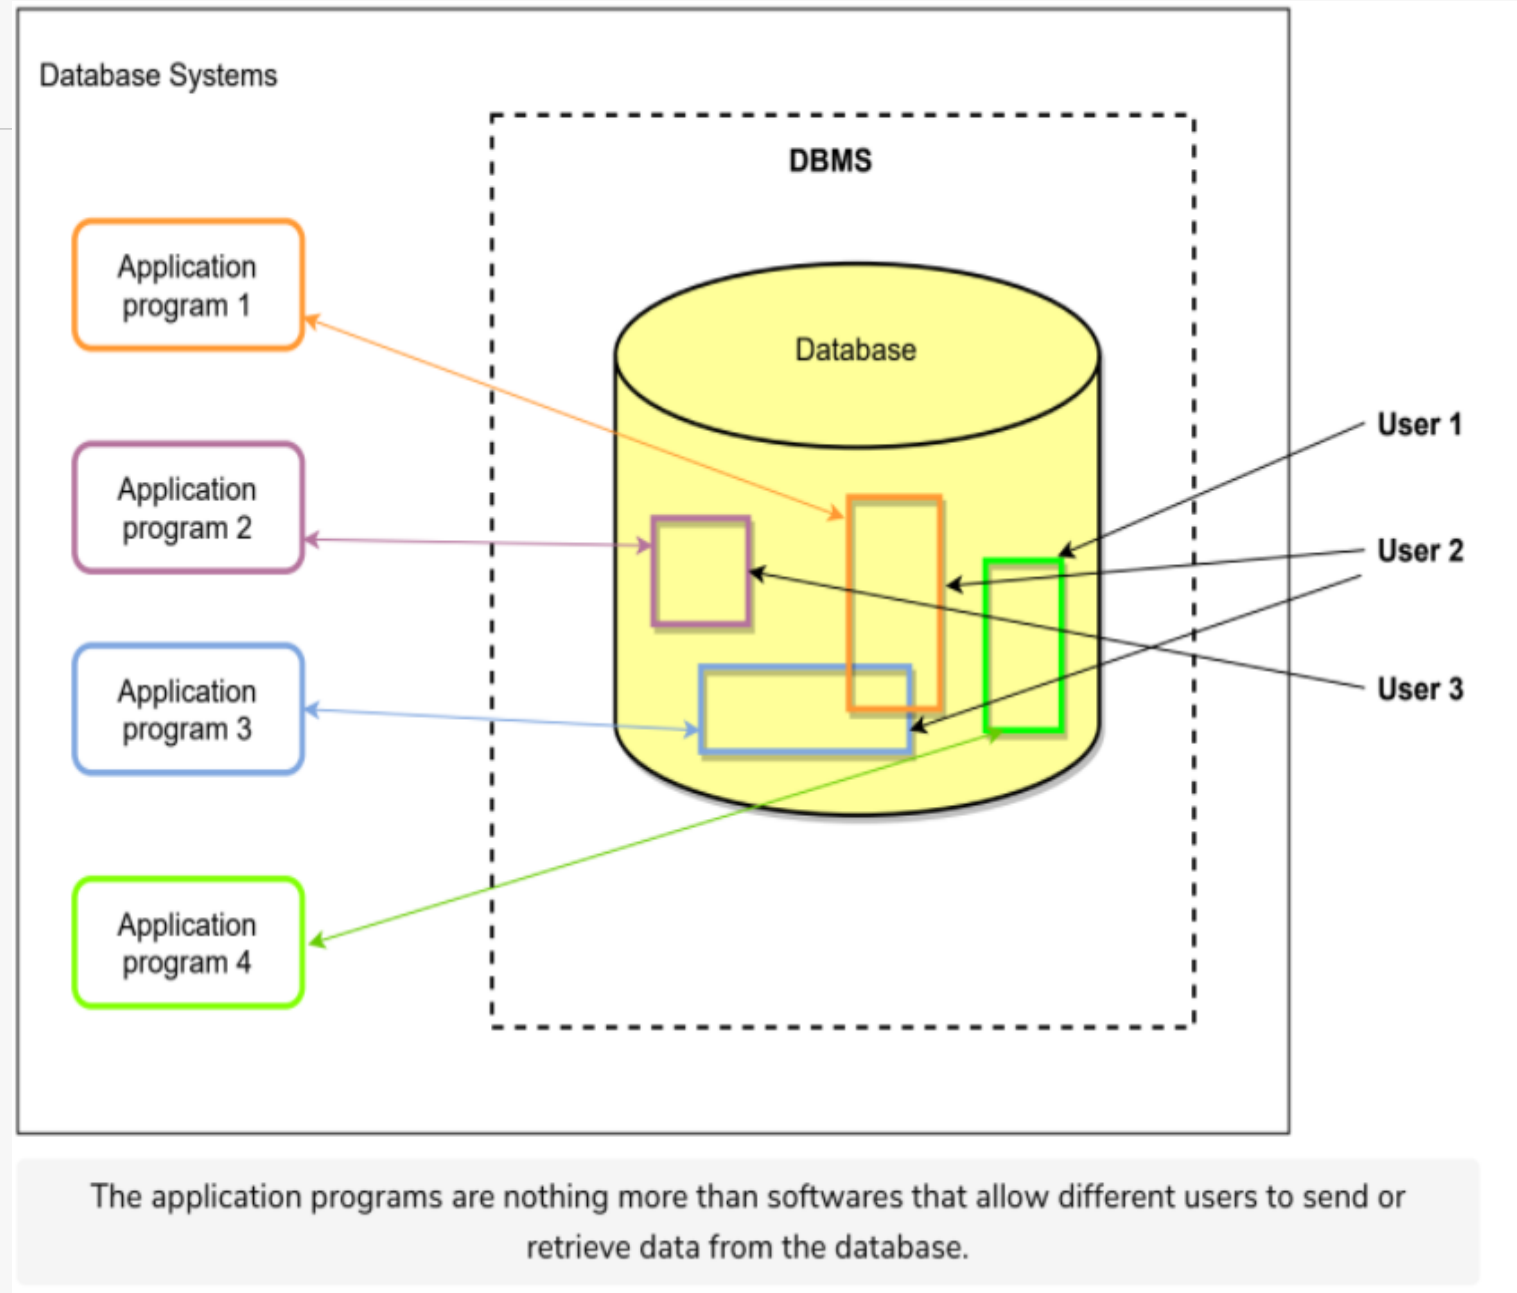 Database Systems
DBMS
Application
program 1
Database
User 1
Application
program 2
User 2
Application
program 3
User 3
Application
program 4
The application programs are nothing more than softwares that allow different users to send or
retrieve data from the database.